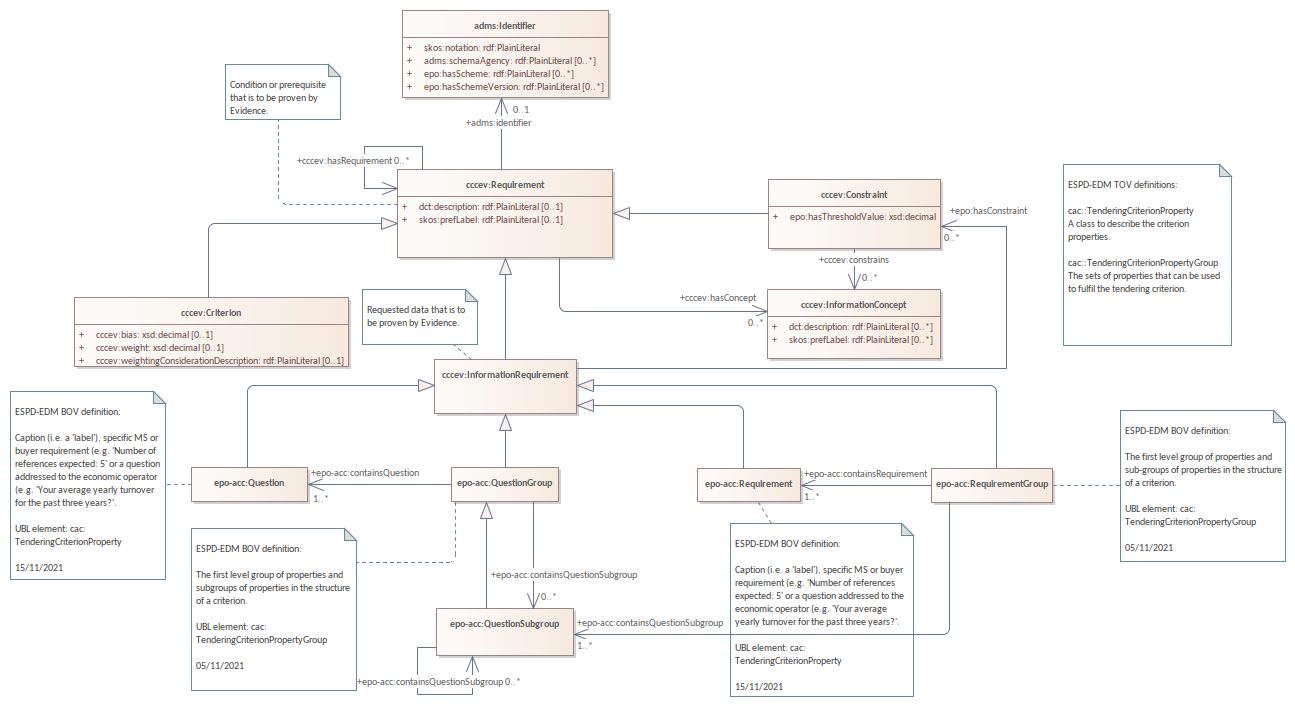 adms:Identifier
+ skos:notation: rdf:PlainLiteral
+ adms:schemaAgency: rdf:PlainLiteral [0..*]
+ epo:hasScheme: rdf:PlainLiteral [0..*]
+ epo:hasSchemeVersion: rdf:PlainLiteral [0..*]
Condition or prerequisite
that is to be proven by
Evidence.
0..1
+adms:identifier
+cccev:hasRequirement 0..*
cccev:Requirement
+ dct:description: rdf:PlainLiteral [0..1]
+ skos:prefLabel: rdf:PlainLiteral [0..1]
cccev:Constraint
+ epo:hasThresholdValue: xsd:decimal
+epo:hasConstraint
0..*
ESPD-EDM TOV definitions:
cac::TenderingCriterionProperty
A class to describe the criterion
properties.
cac::TenderingCriterionPropertyGroup
The sets of properties that can be used
to fulfil the tendering criterion.
+cccev:constrains
0..*
cccev:Criterion
+ cccev:bias: xsd:decimal [0..1]
+ cccev:weight: xsd:decimal [0..1]
+ cccev:weightingConsiderationDescription: rdf:PlainLiteral [0..1]
Requested data that is to
be proven by Evidence.
+cccev:hasConcept
0..*
cccev:InformationConcept
+ dct:description: rdf:PlainLiteral [0..*]
+ skos:prefLabel: rdf:PlainLiteral [0..*]
cccev:InformationRequirement
ESPD-EDM BOV definition:
Caption (i.e. a 'label'), specific MS or
buyer requirement (e.g. 'Number of
references expected: 5' or a question
addressed to the economic operator
(e.g. 'Your average yearly turnover
for the past three years?'.
UBL element: cac:
TenderingCriterionProperty
15/11/2021
epo-acc:Question
+epo-acc:containsQuestion
1..*
epo-acc:QuestionGroup
epo-acc:Requirement
+epo-acc:containsRequirement
1..*
epo-acc:RequirementGroup
ESPD-EDM BOV definition:
The first level group of properties and
sub-groups of properties in the structure
of a criterion.
UBL element: cac:
TenderingCriterionPropertyGroup
05/11/2021
ESPD-EDM BOV definition:
The first level group of properties and
subgroups of properties in the structure
of a criterion.
UBL element: cac:
TenderingCriterionPropertyGroup
05/11/2021
+epo-acc:containsQuestionSubgroup
0..*
epo-acc:QuestionSubgroup
+epo-acc:containsQuestionSubgroup
1..*
+epo-acc:containsQuestionSubgroup 0..*
ESPD-EDM BOV definition:
Caption (i.e. a 'label'), specific MS or buyer
requirement (e.g. 'Number of references
expected: 5' or a question addressed to the
economic operator (e.g. 'Your average
yearly turnover for the past three years?'.
UBL element: cac:
TenderingCriterionProperty
15/11/2021